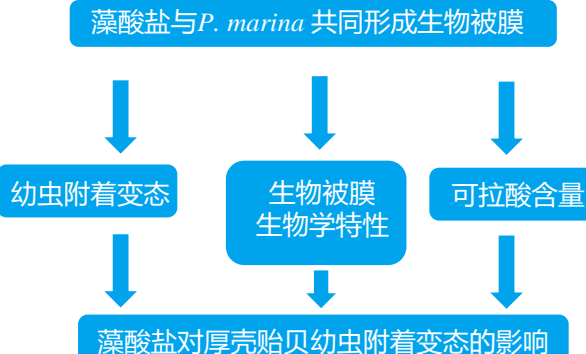 藻酸盐与P. marina 共同形成生物被膜
幼虫附着变态
生物被膜
生物学特性
可拉酸含量
藻酸盐对厚壳贻贝幼虫附着变态的影响